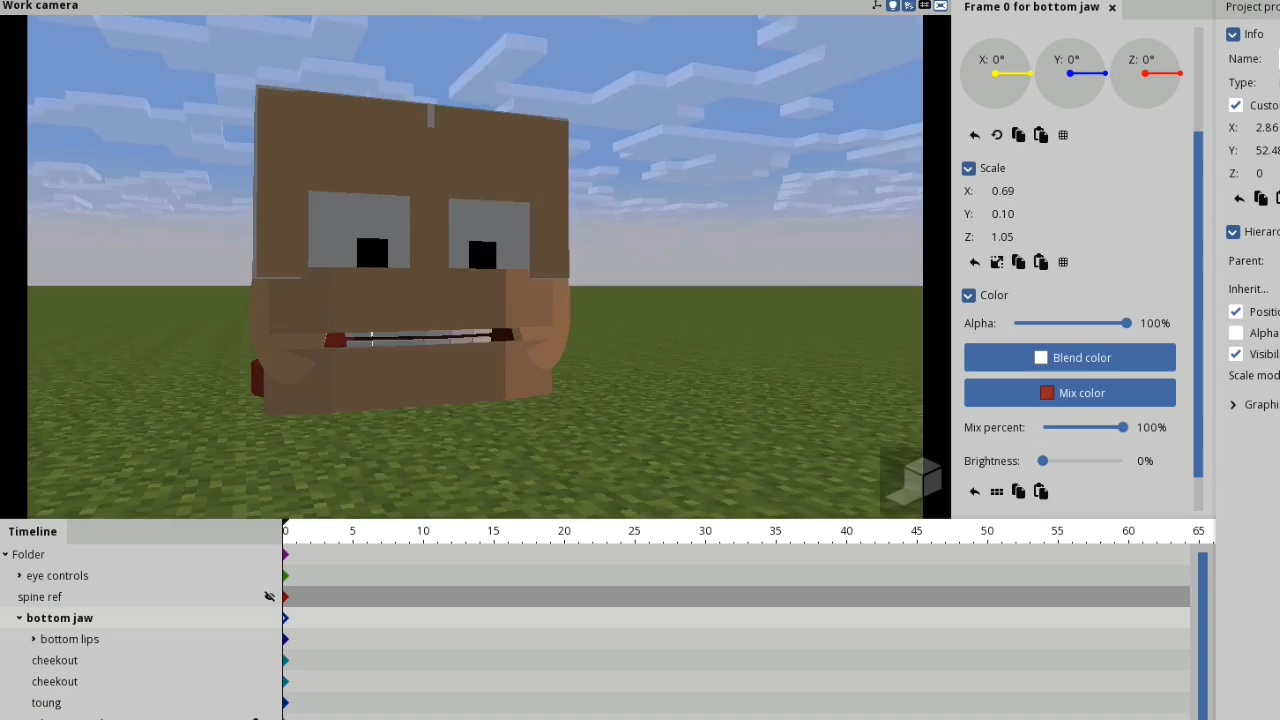 Work camera
Frame 0 for bottom jaw
X: 0°
Y: 0°
Z: 0°
Scale
X: 0.69
Y: 0.10
Z: 1.05
Color
Alpha: 100%
Blend color
Mix color
Mix percent: 100%
Brightness: 0%
Project pro
Info
Name:
Type:
Custo
X: 2.86
Y: 52.48
Z: 0
Hierarc
Parent:
Inherit...
Positio
Alpha
Visibil
Scale mod
Graphi
Timeline
0 5 10 15 20 25 30 35 40 45 50 55 60 65
Folder
eye controls
spine ref
bottom jaw
bottom lips
cheekout
cheekout
toung